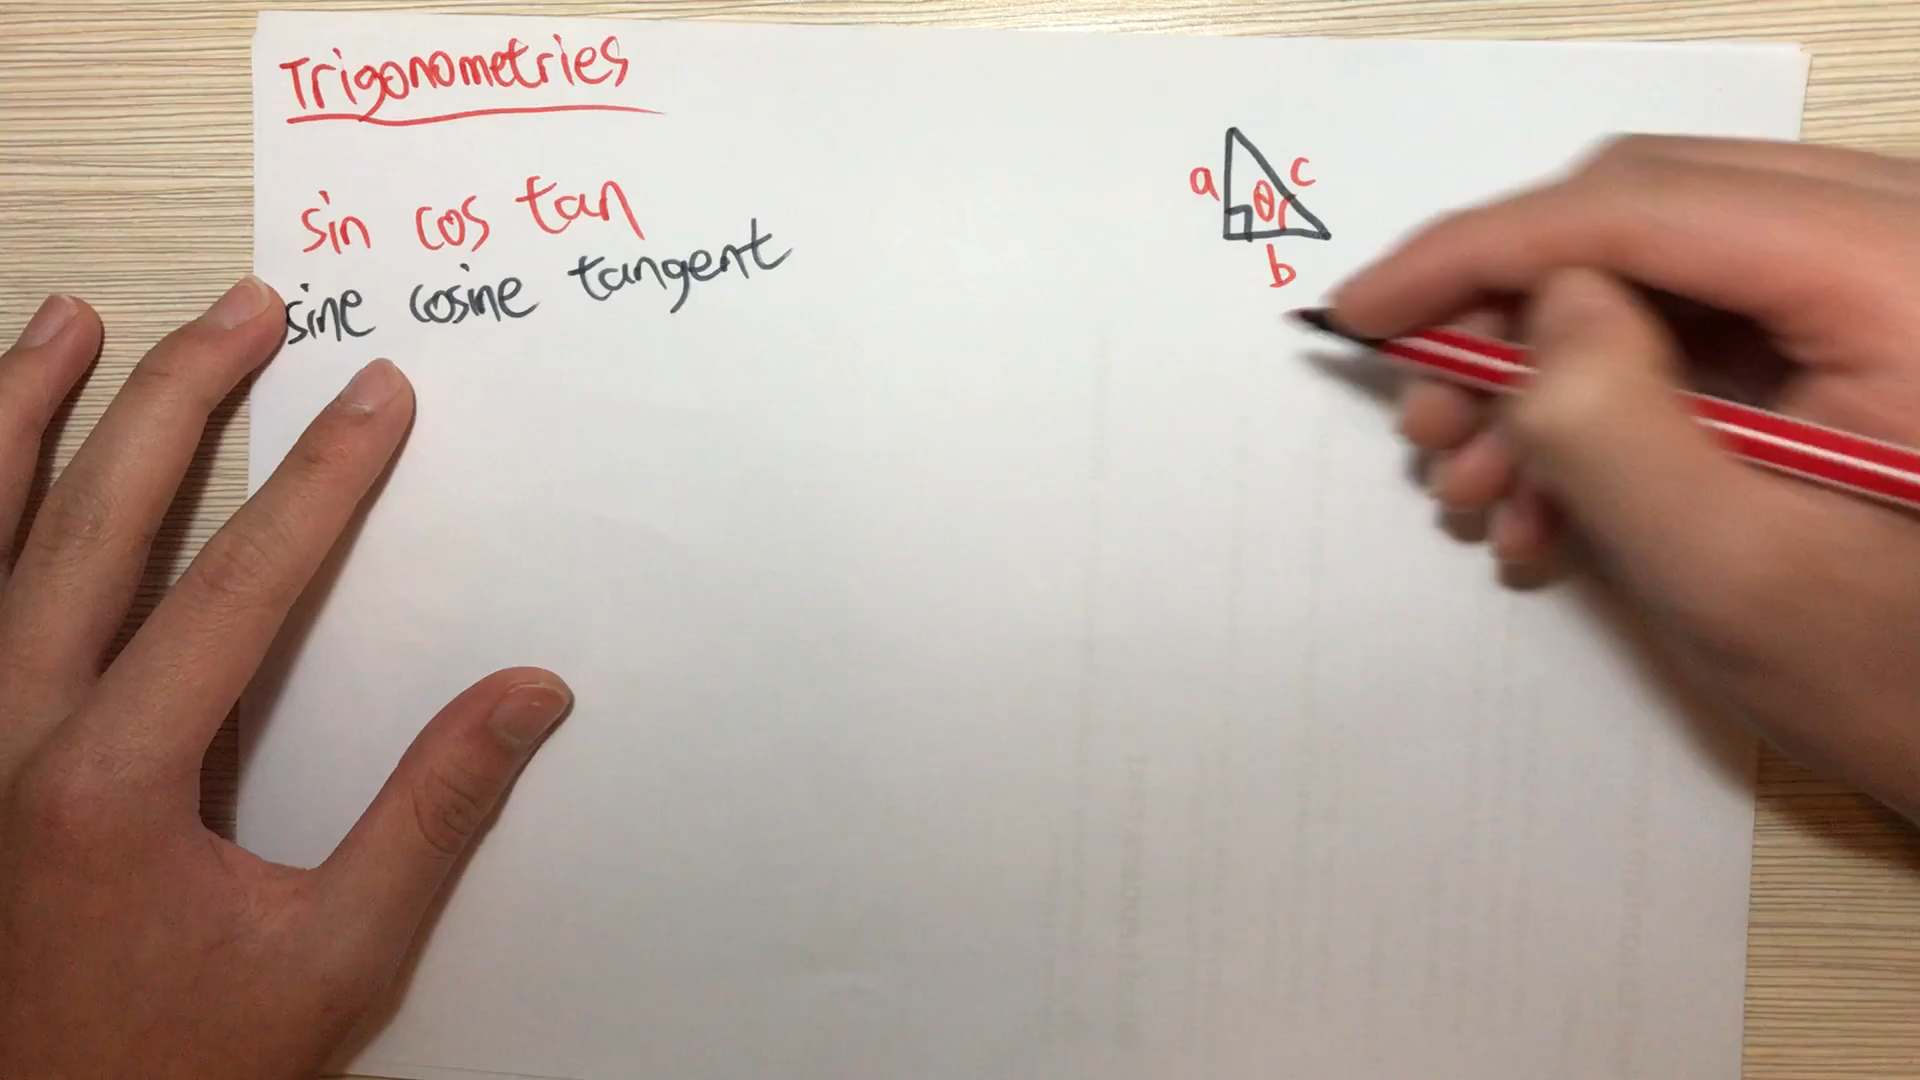 Trigonometries
sin cos tan
sine cosine tangent
a c
θ
b